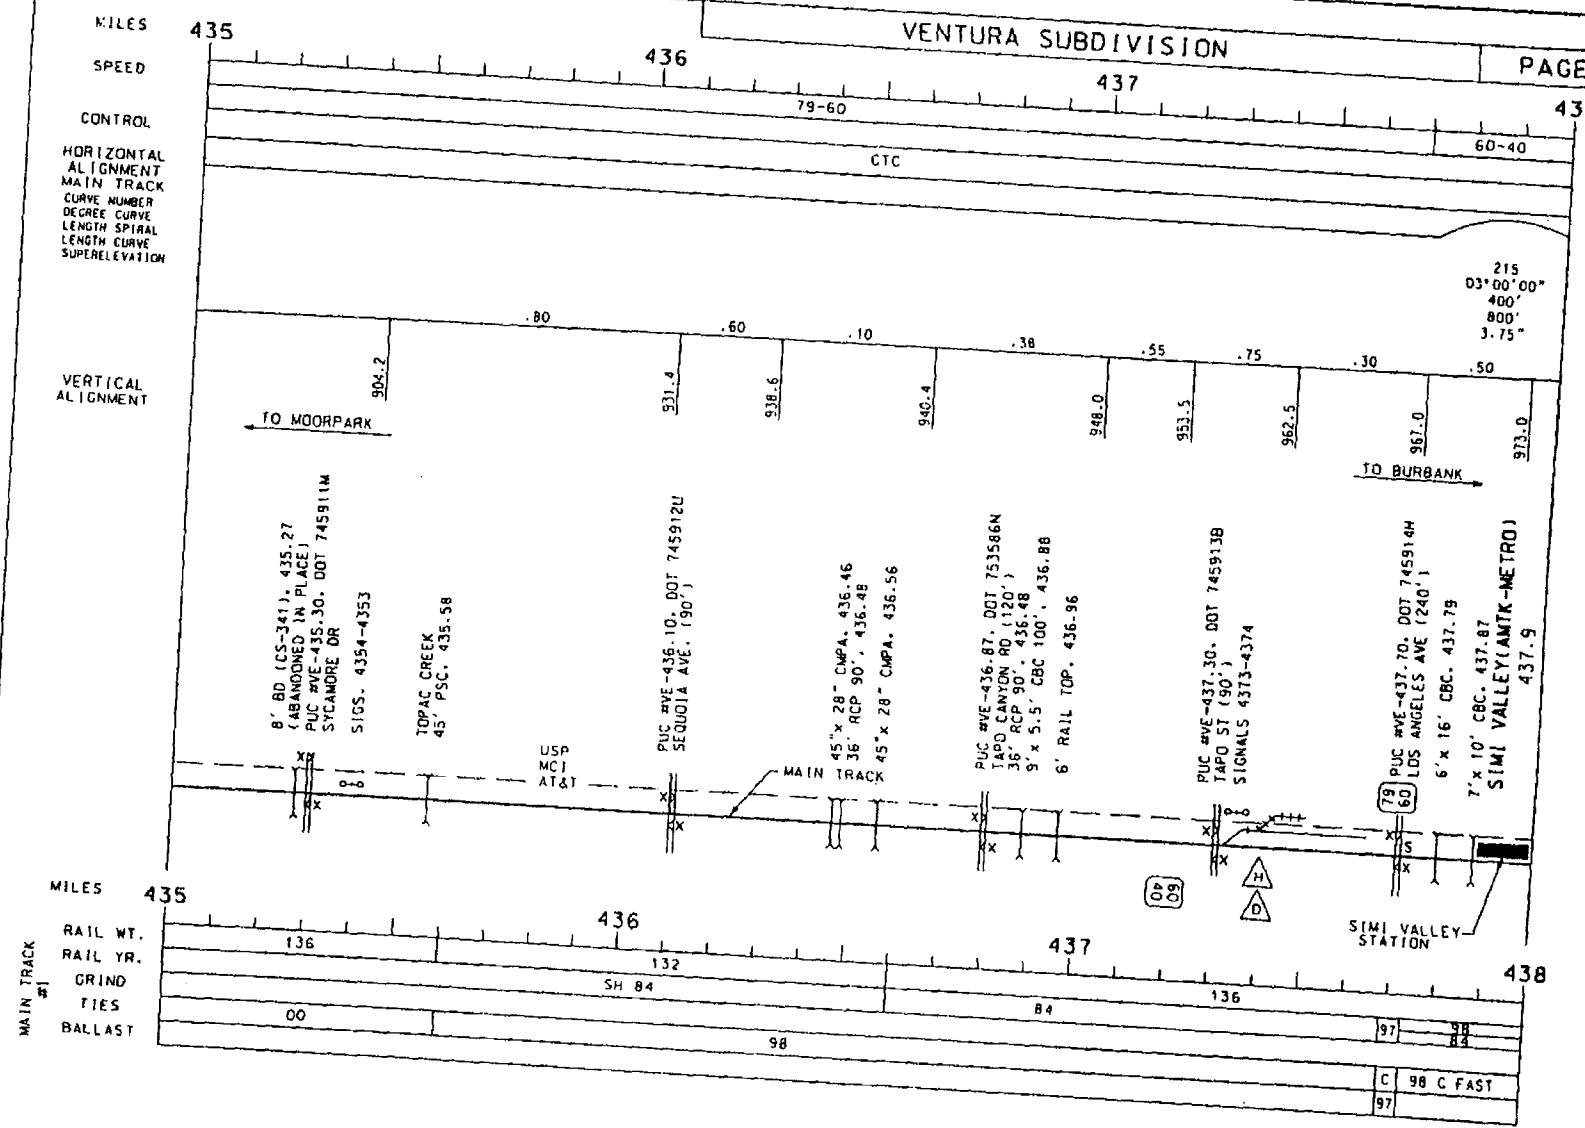 VENTURA SUBDIVISION
PAGE
MILES
435
436
437
43
SPEED
79-60
60-40
CONTROL
CTC
HORIZONTAL
ALIGNMENT
MAIN TRACK
CURVE NUMBER
DEGREE CURVE
LENGTH SPIRAL
LENGTH CURVE
SUPERELEVATION
215
03°00'00"
400'
800'
3.75"
.80
.60
.10
.38
.55
.75
.30
.50
VERTICAL
ALIGNMENT
904.2
931.4
938.6
940.4
948.0
953.5
962.5
967.0
973.0
TO MOORPARK
TO BURBANK
8' BD (CS-341), 435.27
(ABANDONED IN PLACE)
PUC #VE-435.30, DOT 745911M
SYCAMORE DR
SIGS. 4354-4353
TOPAC CREEK
45' PSC, 435.58
PUC #VE-436.10, DOT 745912U
SEQUOIA AVE. (90')
45"x 28" CMPA, 436.46
36' RCP 90', 436.48
45"x 28" CMPA, 436.56
PUC #VE-436.87, DOT 753586N
TAPO CANYON RD (120')
36' RCP 90', 436.48
9'x 5.5' CBC 100', 436.88
6' RAIL TOP, 436.96
PUC #VE-437.30, DOT 745913B
TAPO ST (90')
SIGNALS 4373-4374
79
60
PUC #VE-437.70, DOT 745914H
LOS ANGELES AVE (240')
6'x 16' CBC, 437.79
7'x 10' CBC, 437.87
SIMI VALLEY(AMTK-METRO)
437.9
USP
MCI
AT&T
MAIN TRACK
S
60
40
H
D
SIMI VALLEY
STATION
MILES
435
436
437
438
MAIN TRACK
#1
RAIL WT.
136
132
136
RAIL YR.
SH 84
84
97
98
84
GRIND
00
98
TIES
C
98 C FAST
BALLAST
97